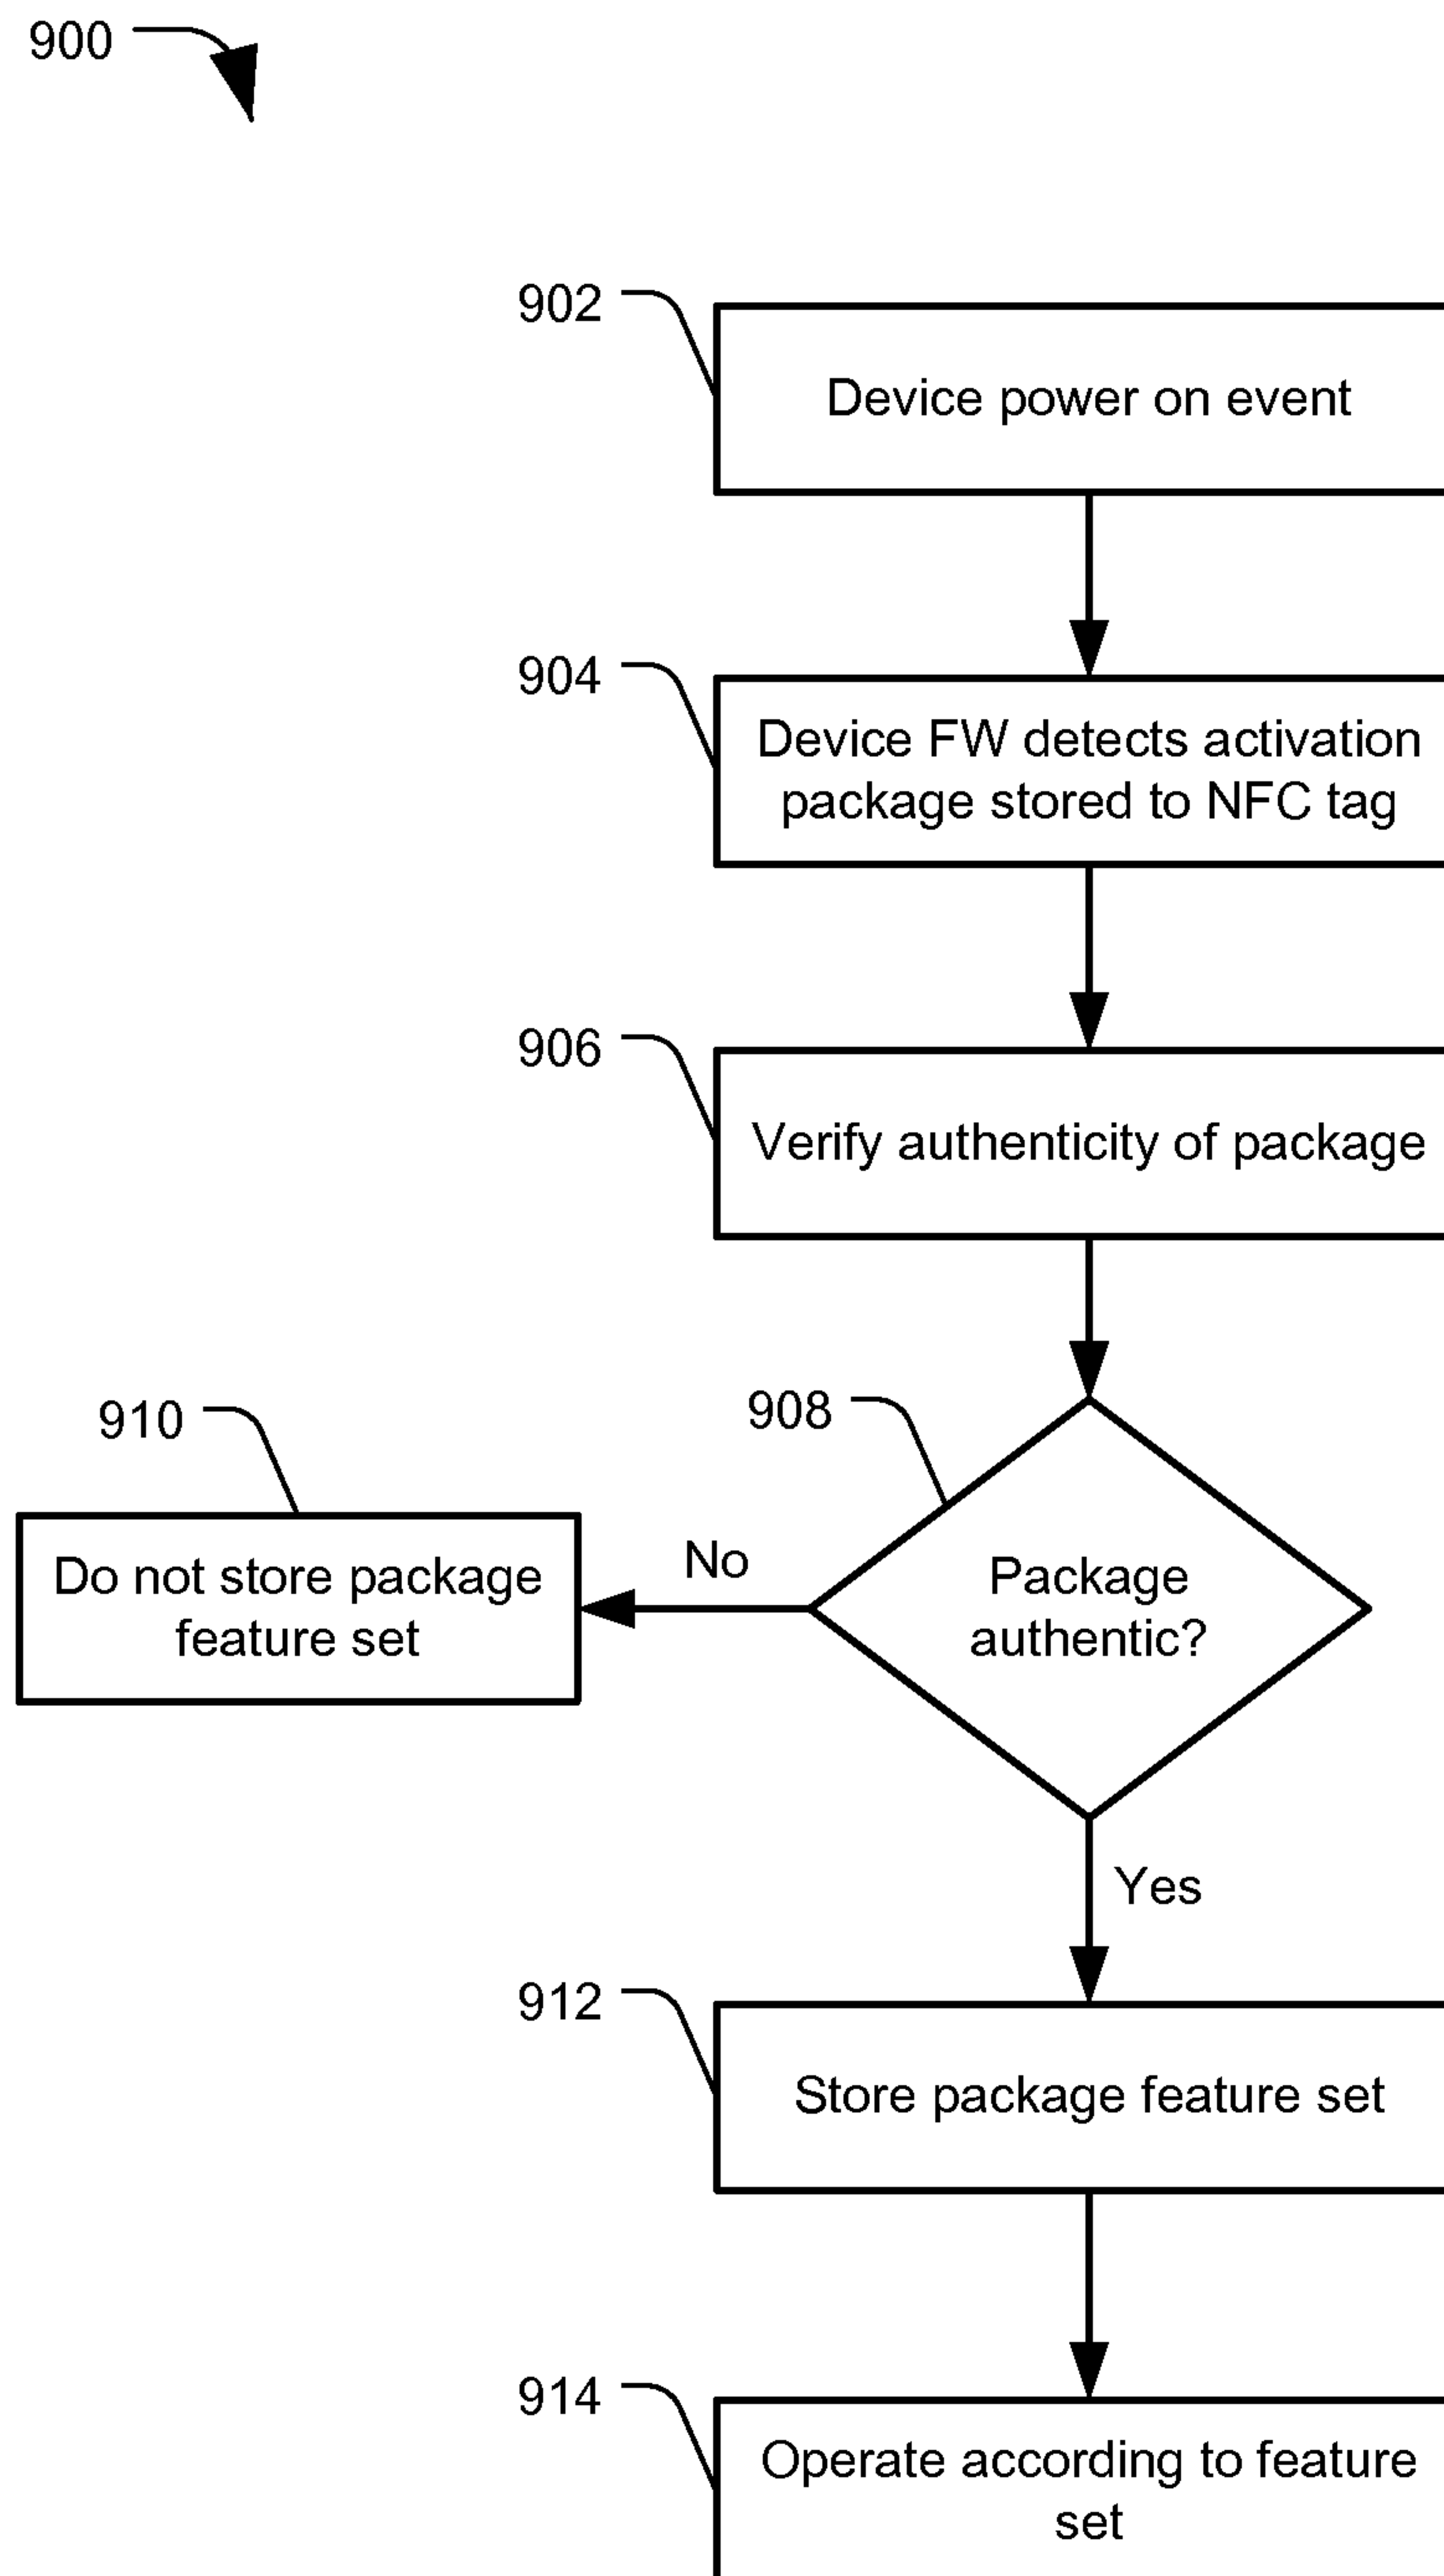 900
902
Device power on event
904
Device FW detects activation
package stored to NFC tag
906
Verify authenticity of package
908
Package
authentic?
No
910
Do not store package
feature set
Yes
912
Store package feature set
914
Operate according to feature
set